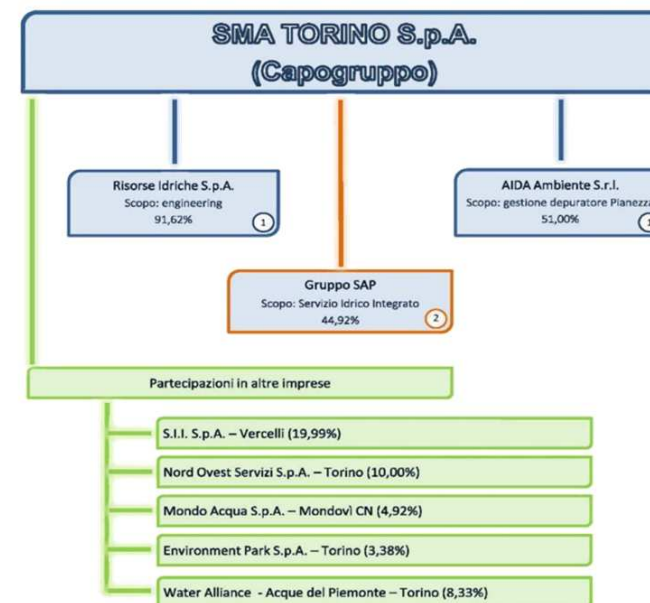 SMA TORINO S.p.A.
(Capogruppo)
Risorse Idriche S.p.A.
Scopo: engineering
91,62%
1
AIDA Ambiente S.r.l.
Scopo: gestione depuratore Pianezza
51,00%
1
Gruppo SAP
Scopo: Servizio Idrico Integrato
44,92%
2
Partecipazioni in altre imprese
S.I.I. S.p.A. – Vercelli (19,99%)
Nord Ovest Servizi S.p.A. – Torino (10,00%)
Mondo Acqua S.p.A. – Mondovì CN (4,92%)
Environment Park S.p.A. – Torino (3,38%)
Water Alliance - Acque del Piemonte – Torino (8,33%)